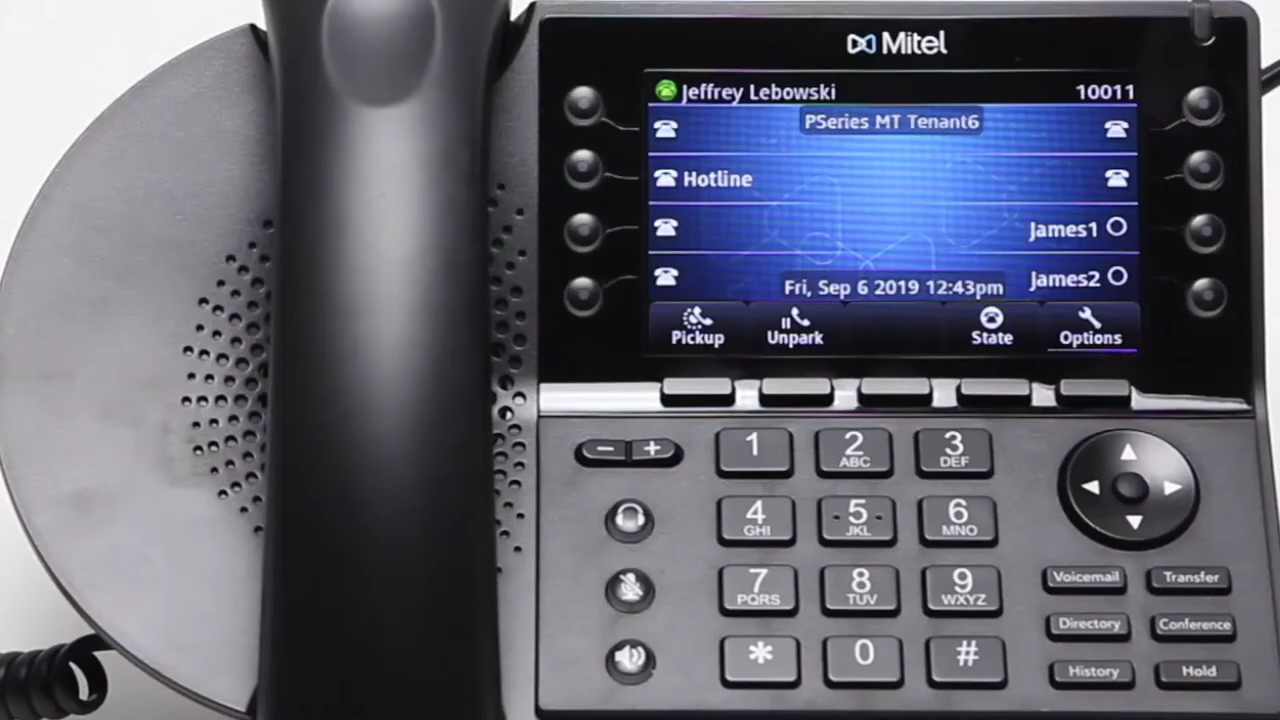 Mitel
Jeffrey Lebowski 10011
PSeries MT Tenant6
Hotline
James1
James2
Fri, Sep 6 2019 12:43pm
Pickup Unpark State Options
− +
1 2 ABC 3 DEF
4 GHI 5 JKL 6 MNO
7 PQRS 8 TUV 9 WXYZ
* 0 #
Voicemail Transfer
Directory Conference
History Hold